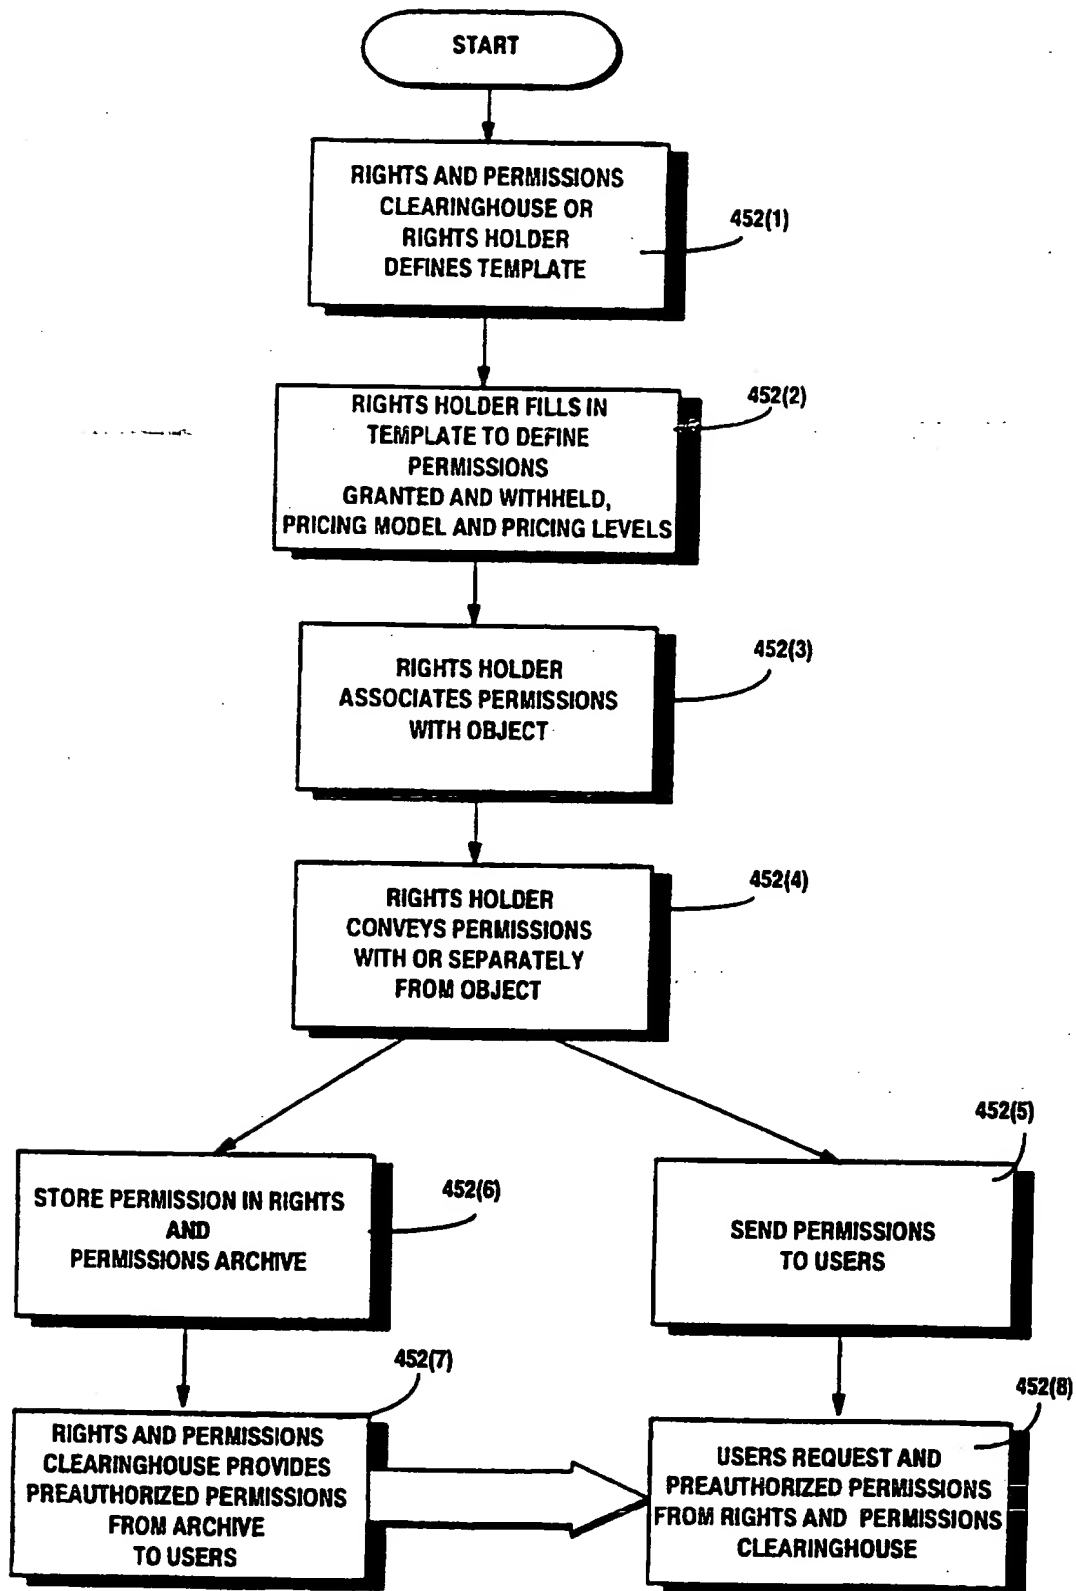 START
RIGHTS AND PERMISSIONS
CLEARINGHOUSE OR
RIGHTS HOLDER
DEFINES TEMPLATE
452(1)
RIGHTS HOLDER FILLS IN
TEMPLATE TO DEFINE
PERMISSIONS
GRANTED AND WITHHELD,
PRICING MODEL AND PRICING LEVELS
452(2)
RIGHTS HOLDER
ASSOCIATES PERMISSIONS
WITH OBJECT
452(3)
RIGHTS HOLDER
CONVEYS PERMISSIONS
WITH OR SEPARATELY
FROM OBJECT
452(4)
STORE PERMISSION IN RIGHTS
AND
PERMISSIONS ARCHIVE
452(6)
SEND PERMISSIONS
TO USERS
452(5)
RIGHTS AND PERMISSIONS
CLEARINGHOUSE PROVIDES
PREAUTHORIZED PERMISSIONS
FROM ARCHIVE
TO USERS
452(7)
USERS REQUEST AND
PREAUTHORIZED PERMISSIONS
FROM RIGHTS AND PERMISSIONS
CLEARINGHOUSE
452(8)